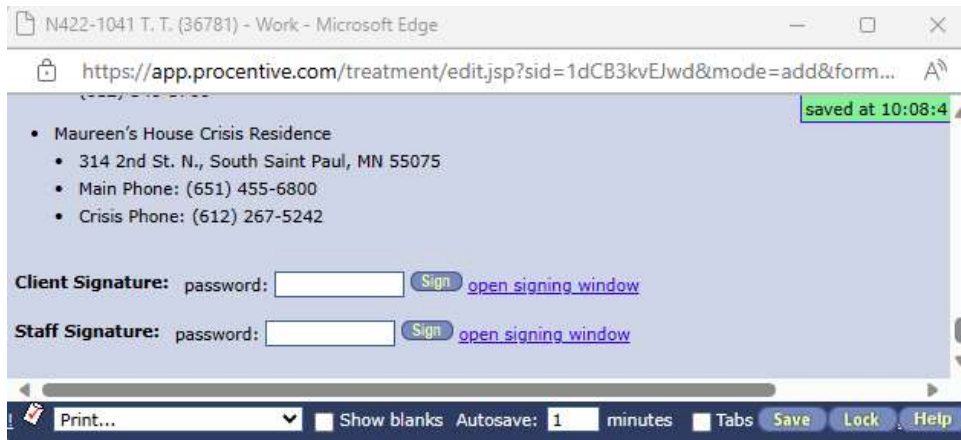 N422-1041 T. T. (36781) - Work - Microsoft Edge
https://app.procentive.com/treatment/edit.jsp?sid=1dCB3kvEJwd&mode=add&form...
saved at 10:08:4
• Maureen's House Crisis Residence
• 314 2nd St. N., South Saint Paul, MN 55075
• Main Phone: (651) 455-6800
• Crisis Phone: (612) 267-5242
Client Signature: password: Sign open signing window
Staff Signature: password: Sign open signing window
Print... Show blanks Autosave: 1 minutes Tabs Save Lock Help